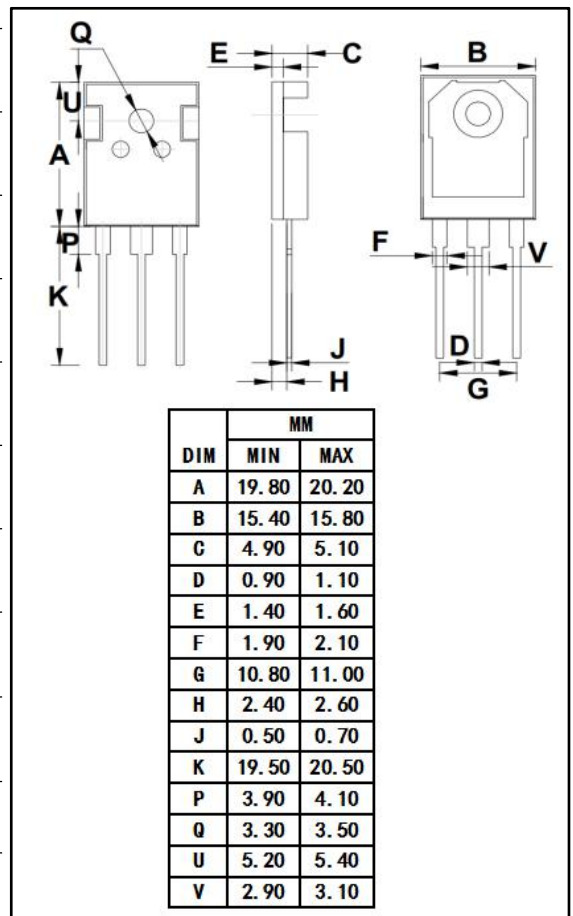 Q
E C B
U
A
P
K
F V
J
H
D
G
MM
DIM MIN MAX
A 19.80 20.20
B 15.40 15.80
C 4.90 5.10
D 0.90 1.10
E 1.40 1.60
F 1.90 2.10
G 10.80 11.00
H 2.40 2.60
J 0.50 0.70
K 19.50 20.50
P 3.90 4.10
Q 3.30 3.50
U 5.20 5.40
V 2.90 3.10